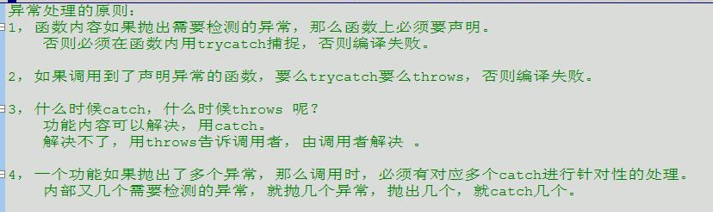 异常处理的原则：
1，函数内容如果抛出需要检测的异常，那么函数上必须要声明。
否则必须在函数内用trycatch捕捉，否则编译失败。
2，如果调用到了声明异常的函数，要么trycatch要么throws，否则编译失败。
3，什么时候catch，什么时候throws 呢？
功能内容可以解决，用catch。
解决不了，用throws告诉调用者，由调用者解决 。
4，一个功能如果抛出了多个异常，那么调用时，必须有对应多个catch进行针对性的处理。
内部又几个需要检测的异常，就抛几个异常，抛出几个，就catch几个。